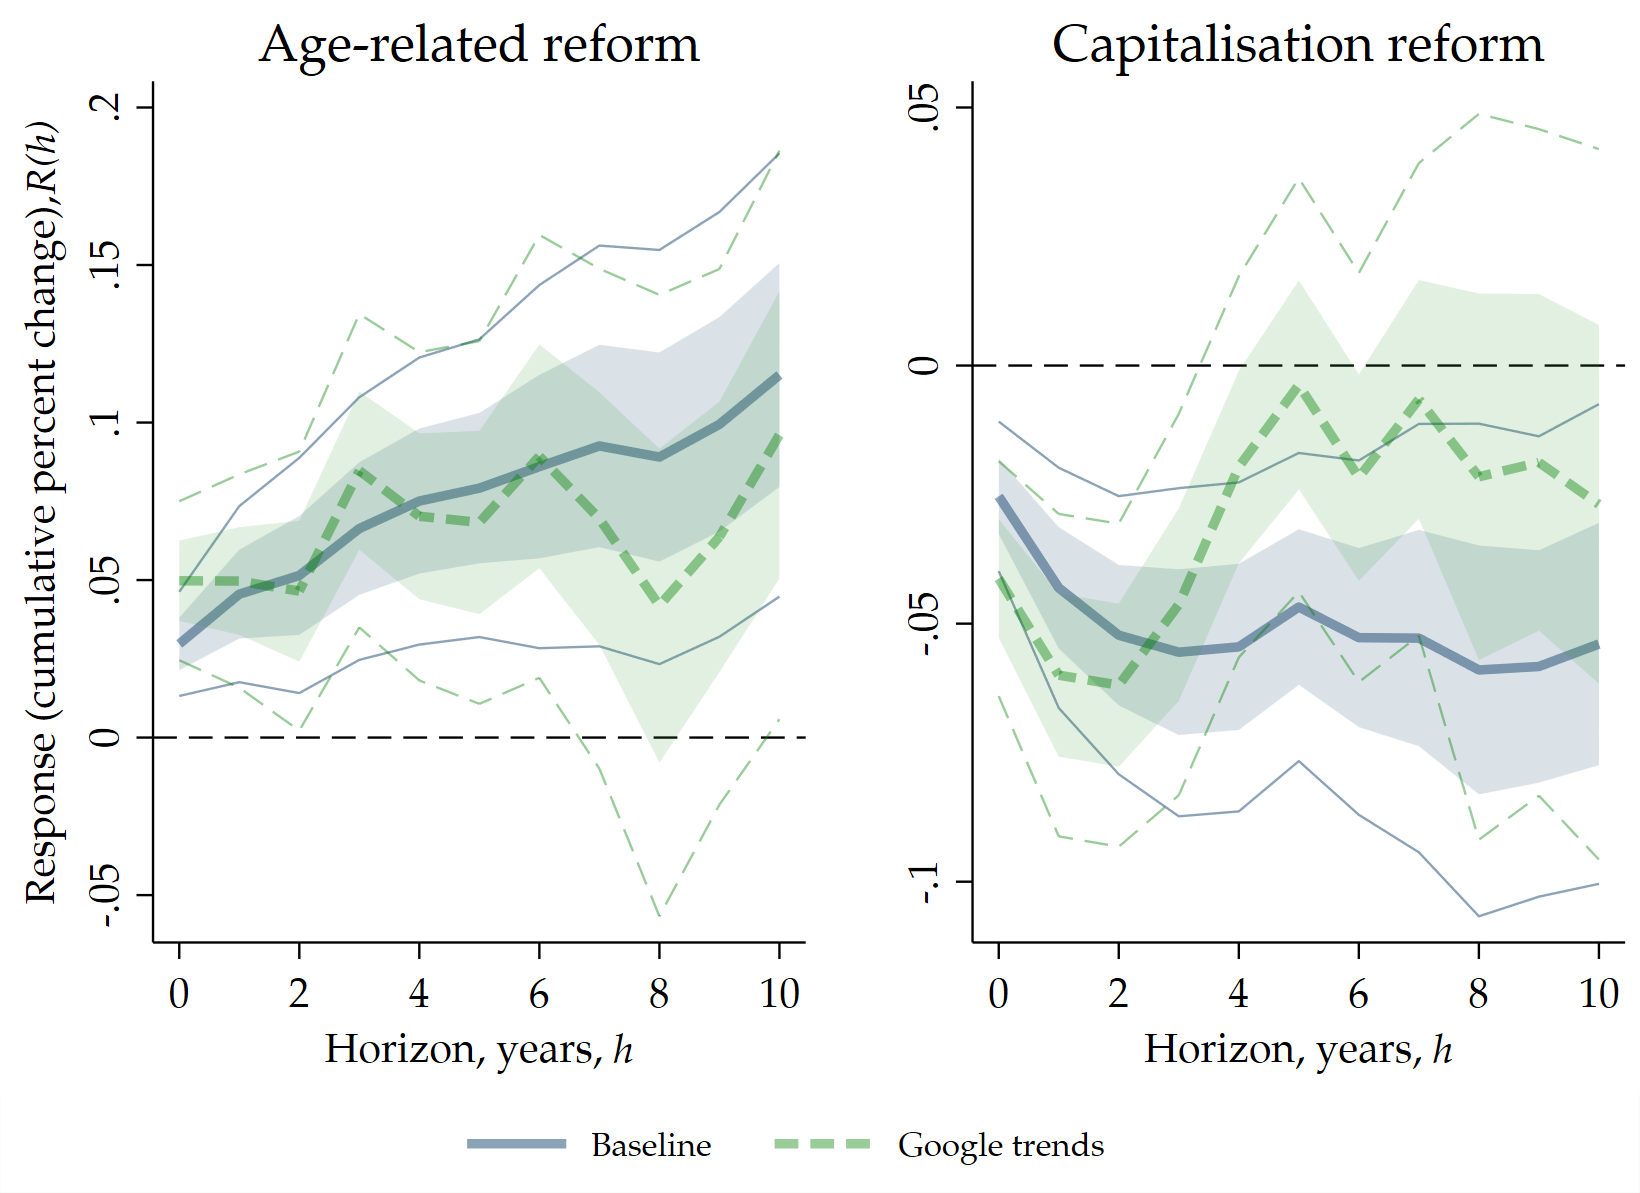 Age-related reform
Response (cumulative percent change),R(h)
.2
.15
.1
.05
0
-.05
0 2 4 6 8 10
Horizon, years, h
Capitalisation reform
.05
0
-.05
-.1
0 2 4 6 8 10
Horizon, years, h
Baseline Google trends